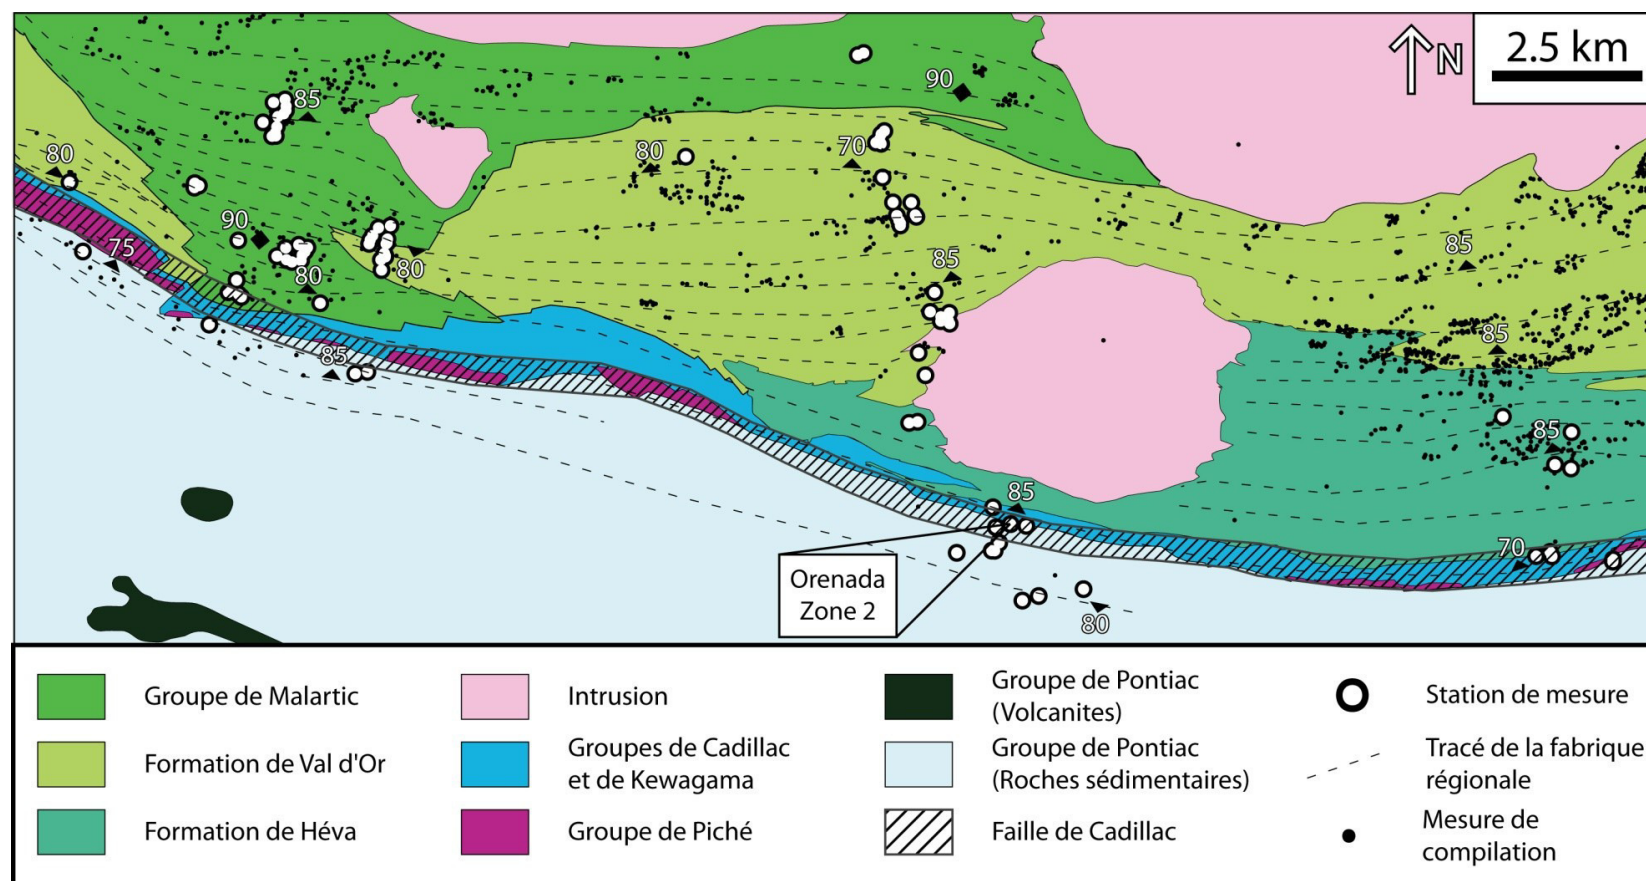 N
2.5 km
90
85
80
80
70
90
85
85
75
80
80
85
85
85
85
70
Orenada
Zone 2
80
Groupe de Malartic
Formation de Val d'Or
Formation de Héva
Intrusion
Groupes de Cadillac
et de Kewagama
Groupe de Piché
Groupe de Pontiac
(Volcanites)
Groupe de Pontiac
(Roches sédimentaires)
Faille de Cadillac
Station de mesure
Tracé de la fabrique
régionale
Mesure de
compilation